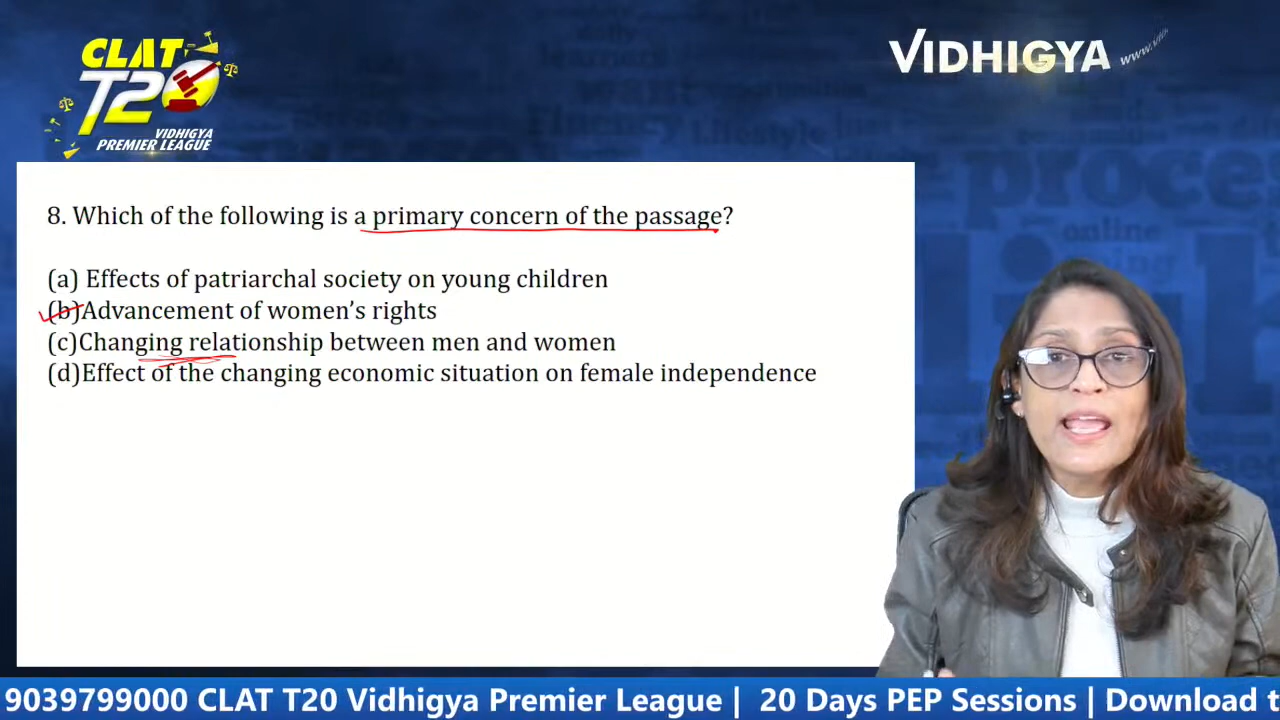 CLAT
T20
VIDHIGYA
PREMIER LEAGUE
VIDHIGYA
8. Which of the following is a primary concern of the passage?
(a) Effects of patriarchal society on young children
(b)Advancement of women's rights
(c)Changing relationship between men and women
(d)Effect of the changing economic situation on female independence
online
9039799000 CLAT T20 Vidhigya Premier League | 20 Days PEP Sessions | Download t